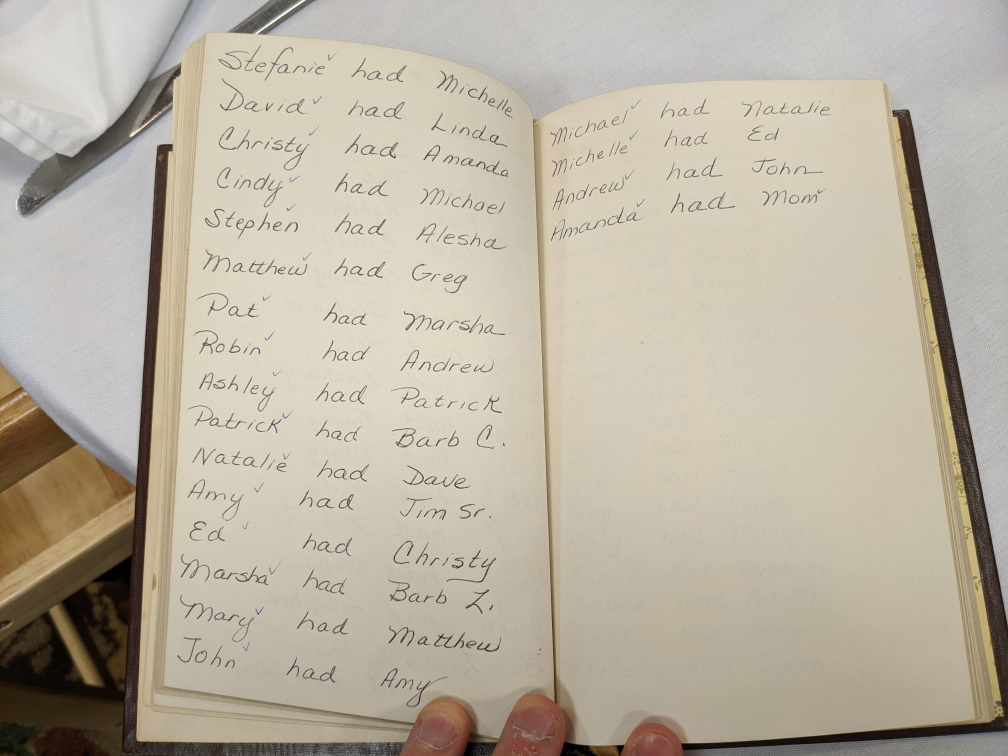 Stefanie✓ had Michelle
David✓ had Linda
Christy✓ had Amanda
Cindy✓ had Michael
Stephen✓ had Alesha
Matthew✓ had Greg
Pat✓ had Marsha
Robin✓ had Andrew
Ashley✓ had Patrick
Patrick✓ had Barb C.
Natalie✓ had Dave
Amy✓ had Jim Sr.
Ed✓ had Christy
Marsha✓ had Barb Z.
Mary✓ had Matthew
John✓ had Amy
Michael✓ had Natalie
Michelle✓ had Ed
Andrew✓ had John
Amanda✓ had Mom✓